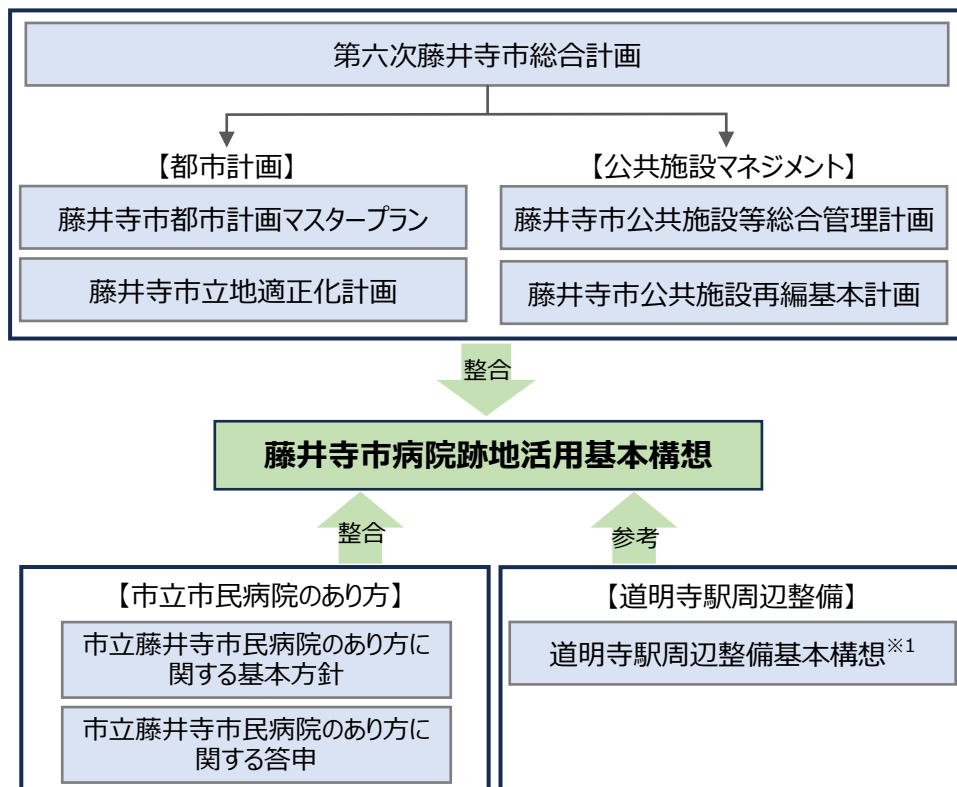 第六次藤井寺市総合計画
【都市計画】
藤井寺市都市計画マスタープラン
藤井寺市立地適正化計画
【公共施設マネジメント】
藤井寺市公共施設等総合管理計画
藤井寺市公共施設再編基本計画
整合
藤井寺市病院跡地活用基本構想
整合
参考
【市立市民病院のあり方】
市立藤井寺市民病院のあり方に
関する基本方針
市立藤井寺市民病院のあり方に
関する答申
【道明寺駅周辺整備】
道明寺駅周辺整備基本構想※1